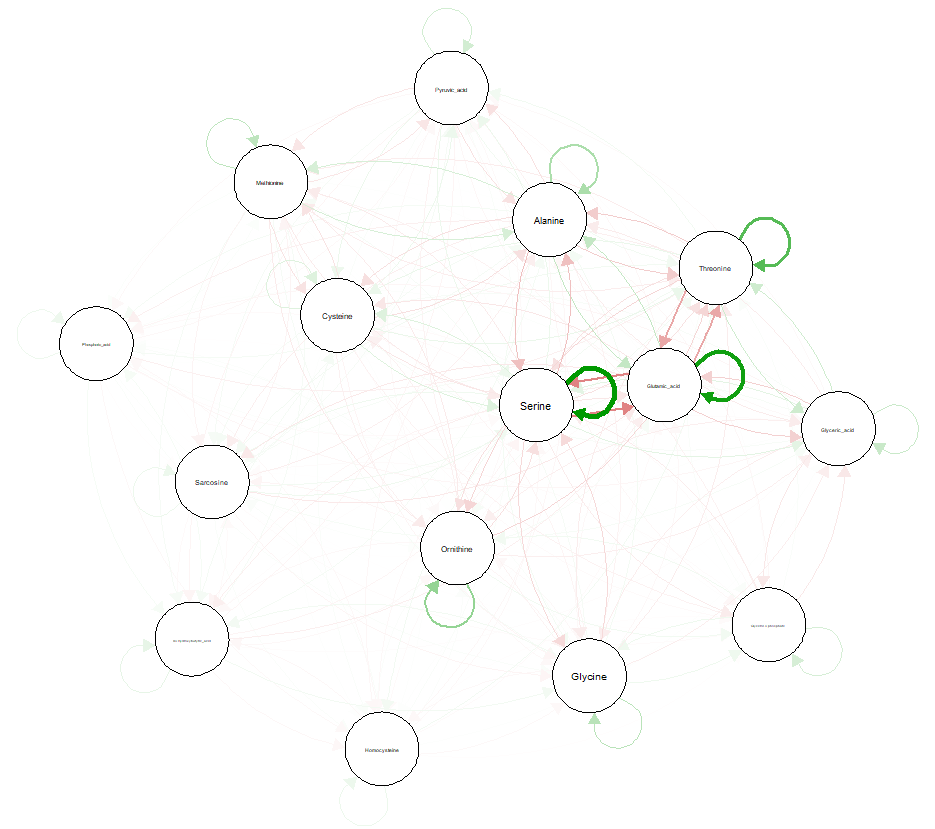 Pyruvic_acid
Methionine
Alanine
Threonine
Cysteine
Phosphoric_acid
Glutamic_acid
Serine
Glyceric_acid
Sarcosine
Ornithine
Glycine
Homocysteine